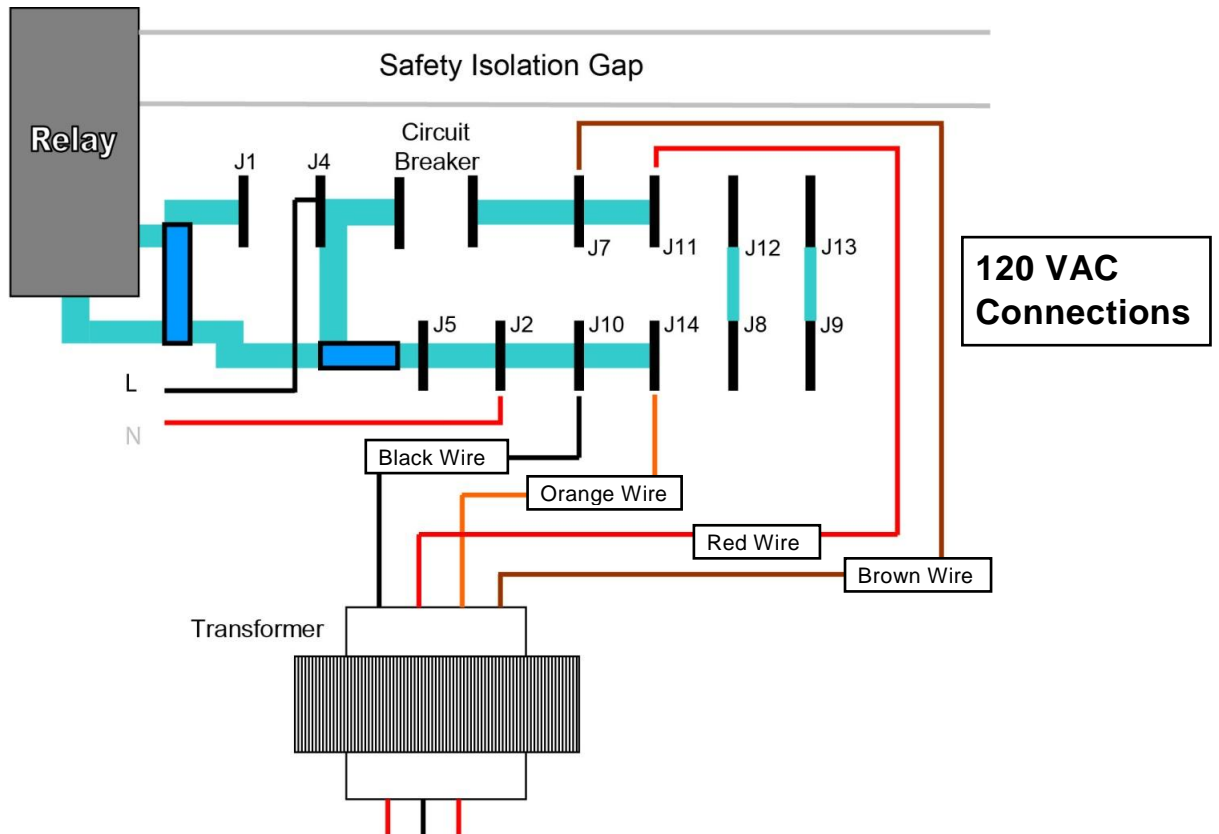 Safety Isolation Gap
Relay
Circuit
Breaker
J1
J4
J7
J11
J12
J13
120 VAC
Connections
J5
J2
J10
J14
J8
J9
L
N
Black Wire
Orange Wire
Red Wire
Brown Wire
Transformer